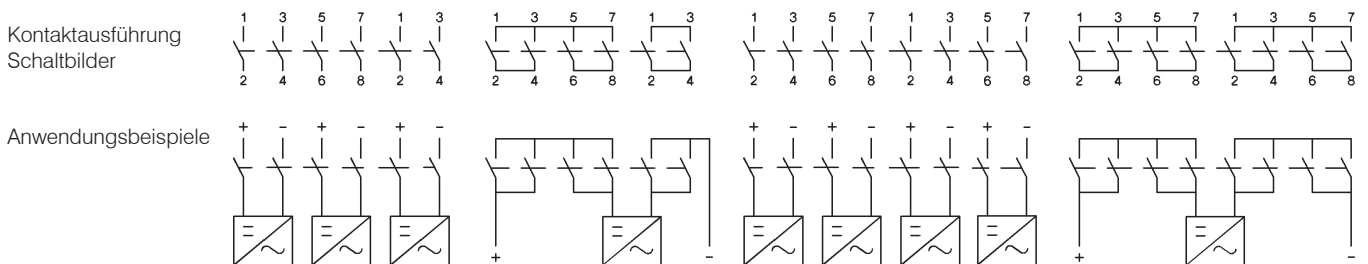 Kontaktausführung
Schaltbilder
1 3 5 7 1 3
2 4 6 8 2 4
1 3 5 7 1 3
2 4 6 8 2 4
1 3 5 7 1 3 5 7
2 4 6 8 2 4 6 8
1 3 5 7 1 3 5 7
2 4 6 8 2 4 6 8
Anwendungsbeispiele
+ − + − + −
= ~ = ~ = ~
= ~
+ −
+ − + − + − + −
= ~ = ~ = ~ = ~
= ~
+ −